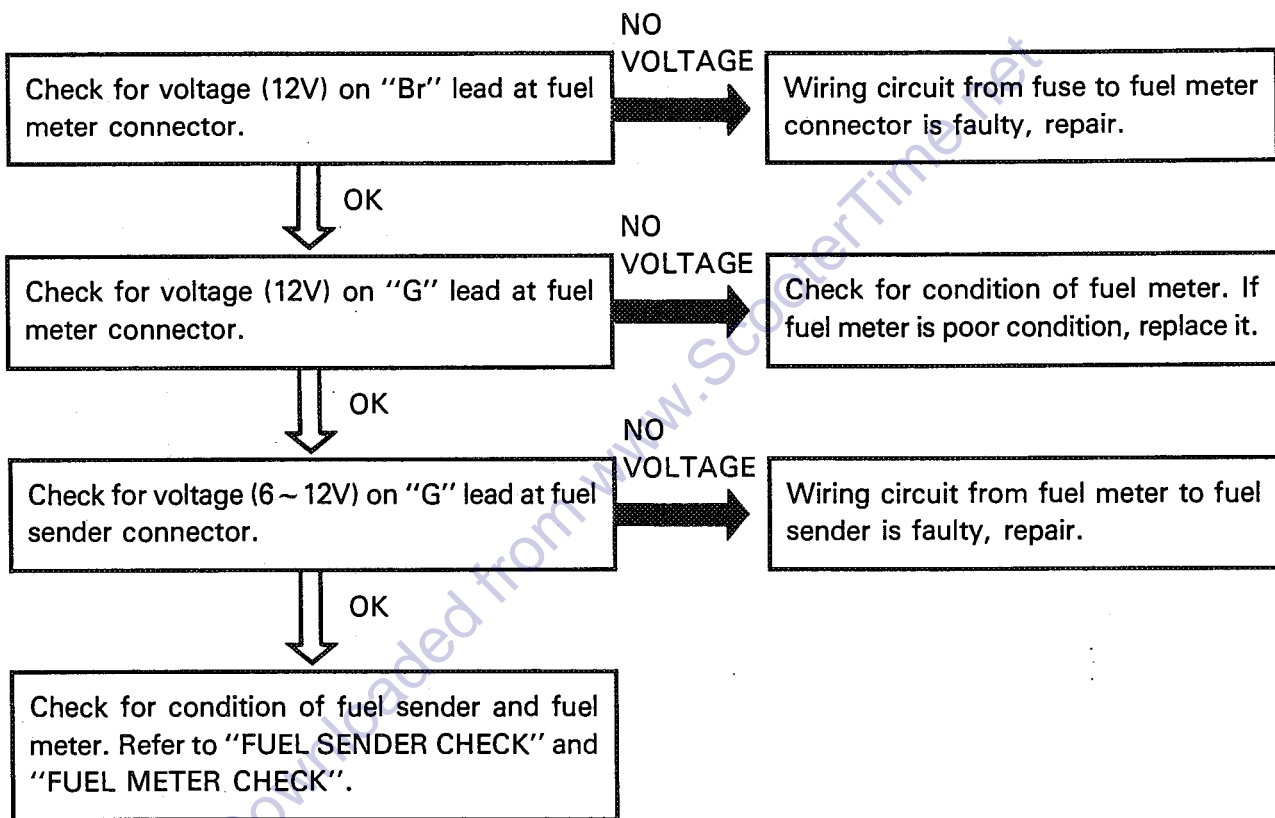 NO
VOLTAGE
Check for voltage (12V) on "Br" lead at fuel
meter connector.
Wiring circuit from fuse to fuel meter
connector is faulty, repair.
OK
NO
VOLTAGE
Check for voltage (12V) on "G" lead at fuel
meter connector.
Check for condition of fuel meter. If
fuel meter is poor condition, replace it.
OK
NO
VOLTAGE
Check for voltage (6 ~ 12V) on "G" lead at fuel
sender connector.
Wiring circuit from fuel meter to fuel
sender is faulty, repair.
OK
Check for condition of fuel sender and fuel
meter. Refer to "FUEL SENDER CHECK" and
"FUEL METER CHECK".
Downloaded from www.ScooterTime.net